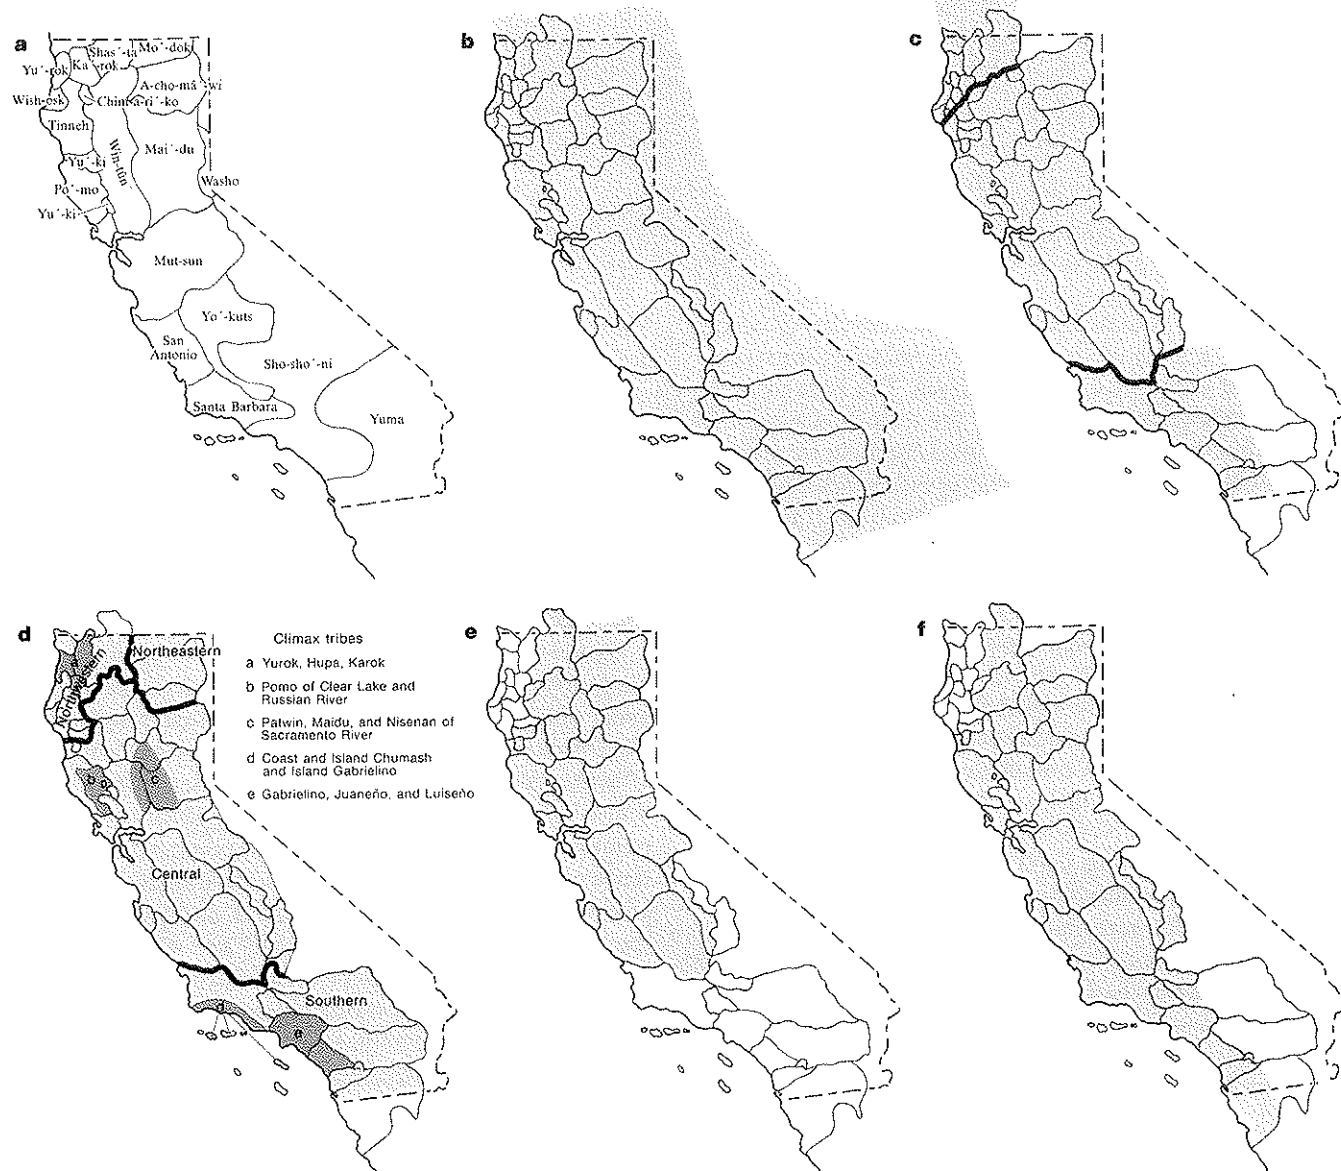 a
Shas´-ta
Mo´-dok
Yu´-rok
Ka´-rok
A-cho-mâ´-wi
Wish-osk
Chim-a-ri´-ko
Tinneh
Win-tūn´
Mai´-du
Yu´-ki
Washo
Po´-mo
Yu´-ki
Mut-sun
Yo´-kuts
San
Antonio
Sho-sho´-ni
Santa Barbara
Yuma
b
c
d
Northeastern
Northwestern
a
b
c
Central
Southern
d
e
Climax tribes
a Yurok, Hupa, Karok
b Pomo of Clear Lake and
Russian River
c Patwin, Maidu, and Nisenan of
Sacramento River
d Coast and Island Chumash
and Island Gabrielino
e Gabrielino, Juaneño, and Luiseño
e
f